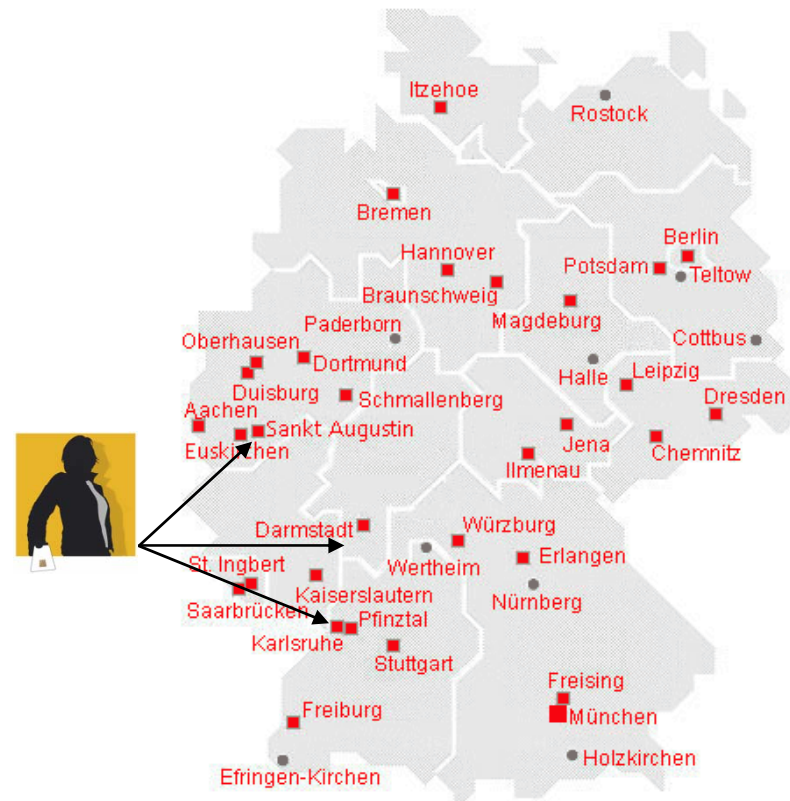 Itzehoe
Rostock
Bremen
Hannover
Berlin
Potsdam
Teltow
Braunschweig
Magdeburg
Paderborn
Cottbus
Oberhausen
Dortmund
Halle
Leipzig
Duisburg
Schmallenberg
Dresden
Aachen
Sankt Augustin
Jena
Euskirchen
Chemnitz
Ilmenau
Darmstadt
Würzburg
St. Ingbert
Wertheim
Erlangen
Kaiserslautern
Nürnberg
Saarbrücken
Pfinztal
Karlsruhe
Stuttgart
Freising
Freiburg
München
Holzkirchen
Efringen-Kirchen